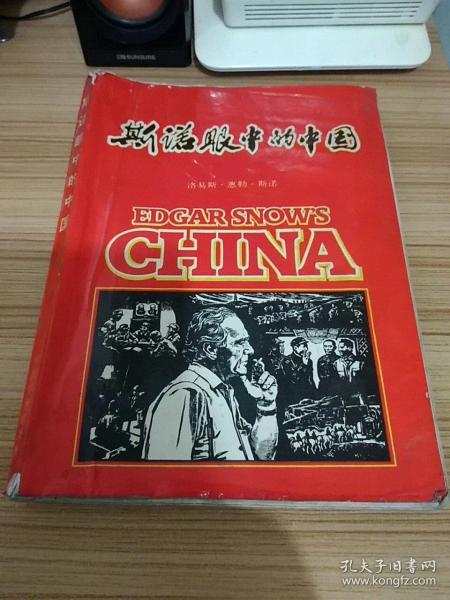 SUNSURE
斯诺眼中的中国
洛易斯·惠勒·斯诺
EDGAR SNOW'S
CHINA
斯诺眼中的中国
孔夫子旧书网
www.kongfz.com